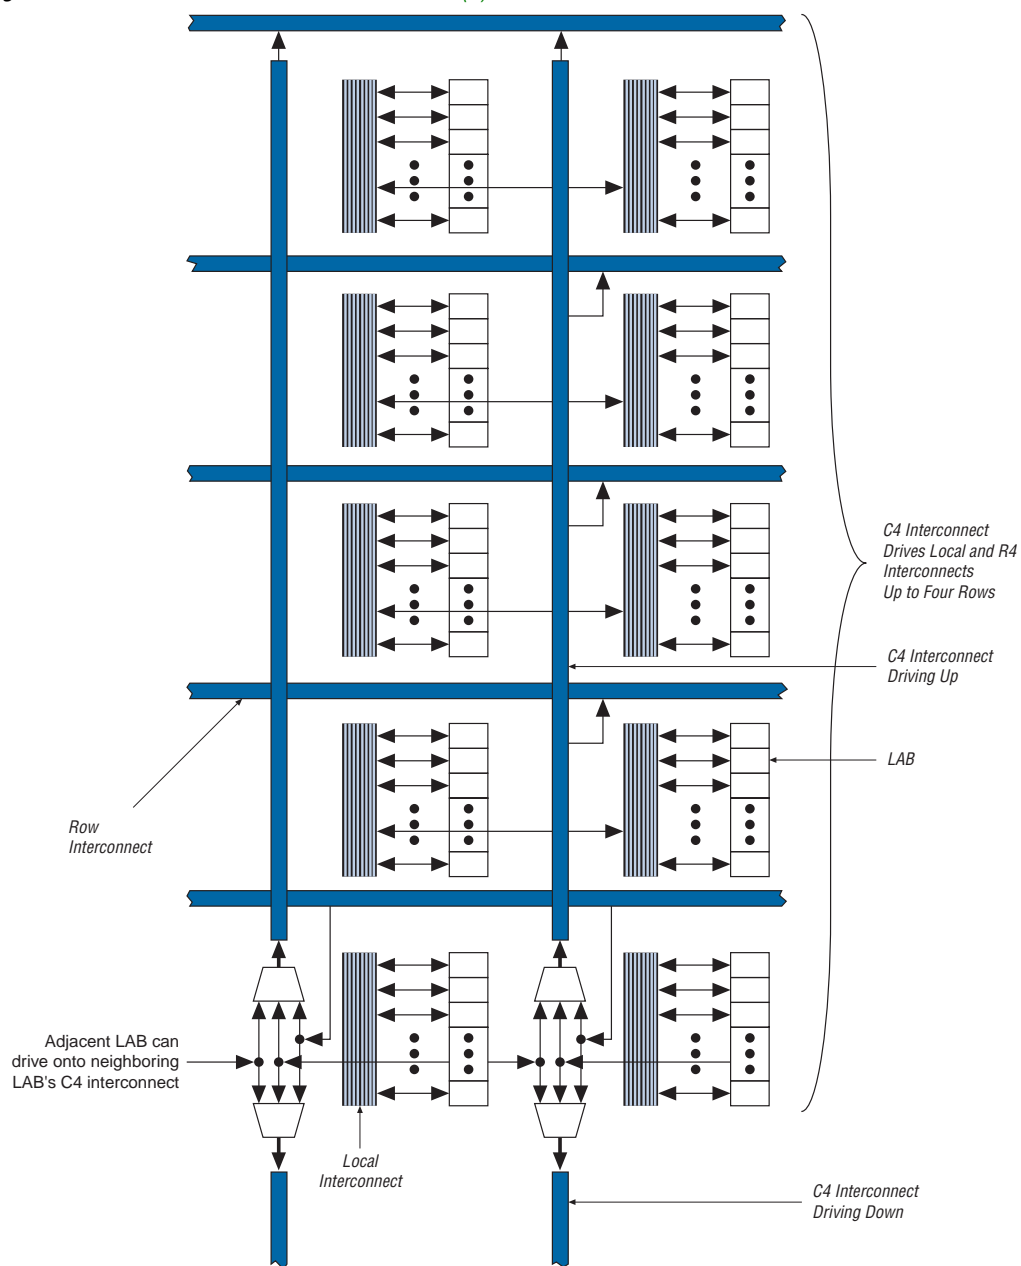 C4 Interconnect
Drives Local and R4
Interconnects
Up to Four Rows
C4 Interconnect
Driving Up
LAB
Row
Interconnect
Adjacent LAB can
drive onto neighboring
LAB's C4 interconnect
Local
Interconnect
C4 Interconnect
Driving Down